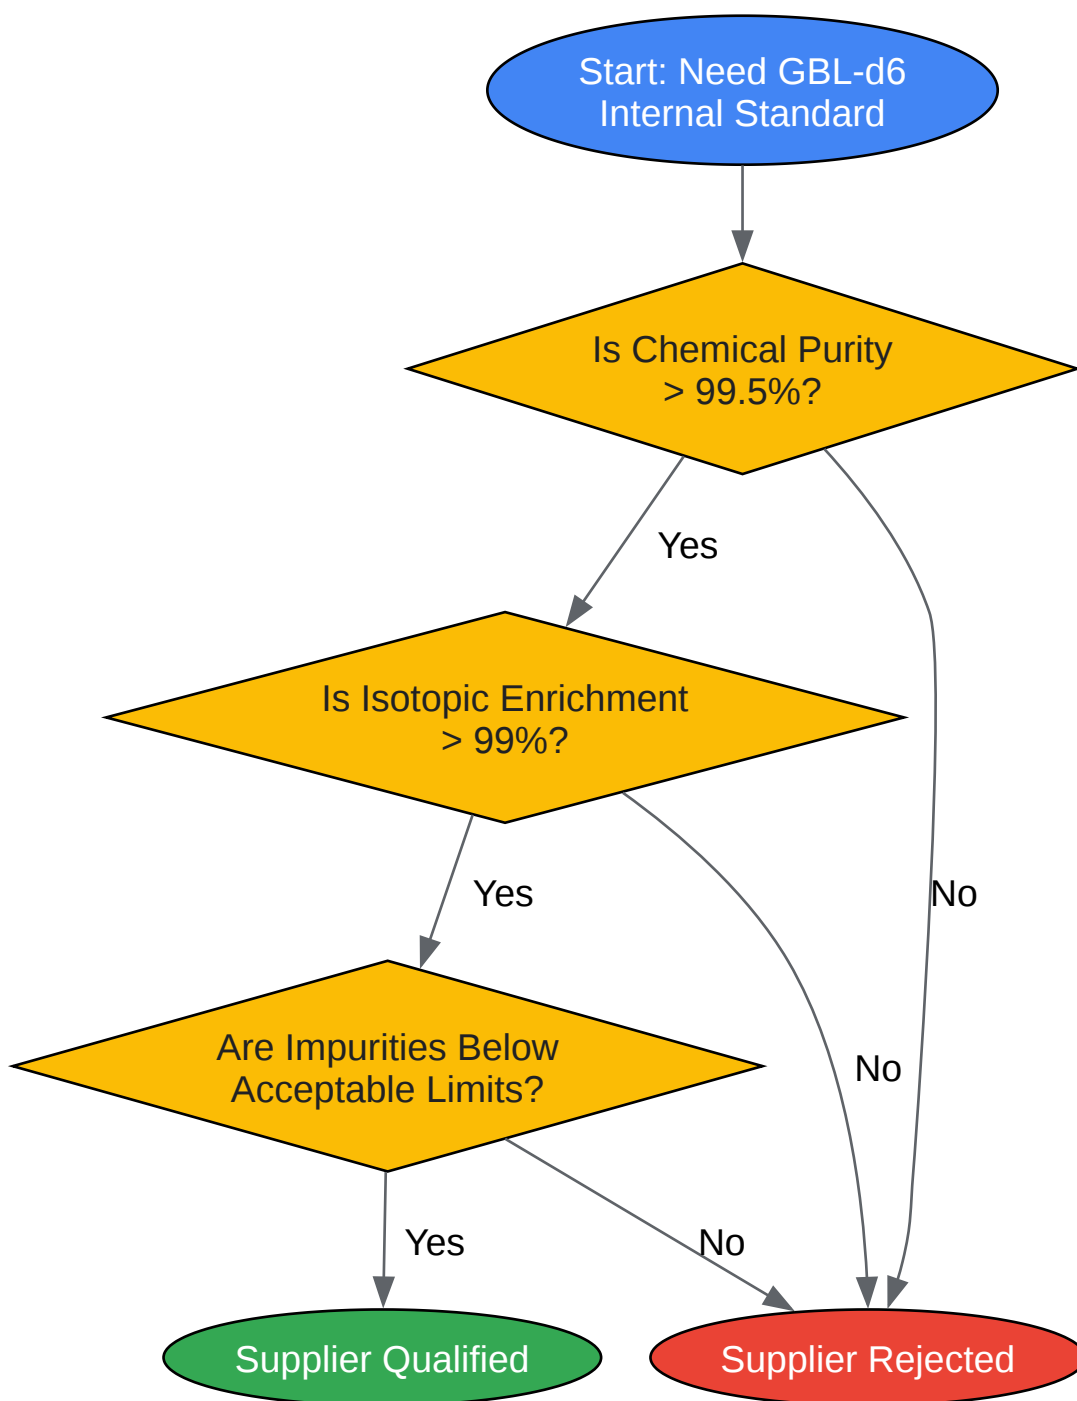 Start: Need GBL-d6
Internal Standard
Is Chemical Purity
> 99.5%?
Yes
Is Isotopic Enrichment
> 99%?
Yes
No
Are Impurities Below
Acceptable Limits?
No
Yes
No
Supplier Qualified
Supplier Rejected